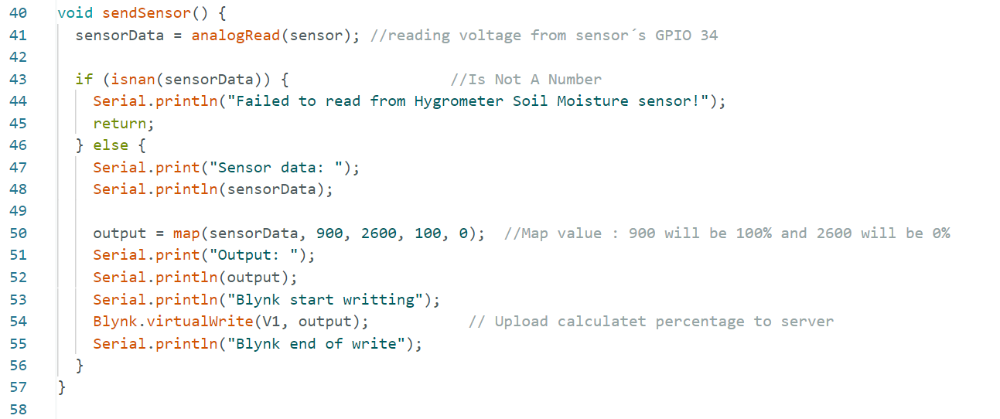 40 void sendSensor() {
41   sensorData = analogRead(sensor); //reading voltage from sensor´s GPIO 34
42
43   if (isnan(sensorData)) {                  //Is Not A Number
44     Serial.println("Failed to read from Hygrometer Soil Moisture sensor!");
45     return;
46   } else {
47     Serial.print("Sensor data: ");
48     Serial.println(sensorData);
49
50     output = map(sensorData, 900, 2600, 100, 0);  //Map value : 900 will be 100% and 2600 will be 0%
51     Serial.print("Output: ");
52     Serial.println(output);
53     Serial.println("Blynk start writting");
54     Blynk.virtualWrite(V1, output);           // Upload calculatet percentage to server
55     Serial.println("Blynk end of write");
56   }
57 }
58